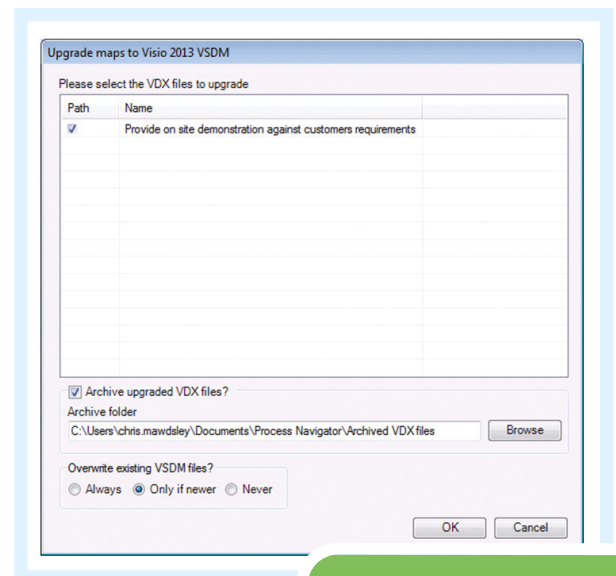 Upgrade maps to Visio 2013 VSDM
Please select the VDX files to upgrade
Path Name
Provide on site demonstration against customers requirements
Archive upgraded VDX files?
Archive folder
C:\Users\chris.mawdsley\Documents\Process Navigator\Archived VDX files Browse
Overwrite existing VSDM files?
Always Only if newer Never
OK Cancel